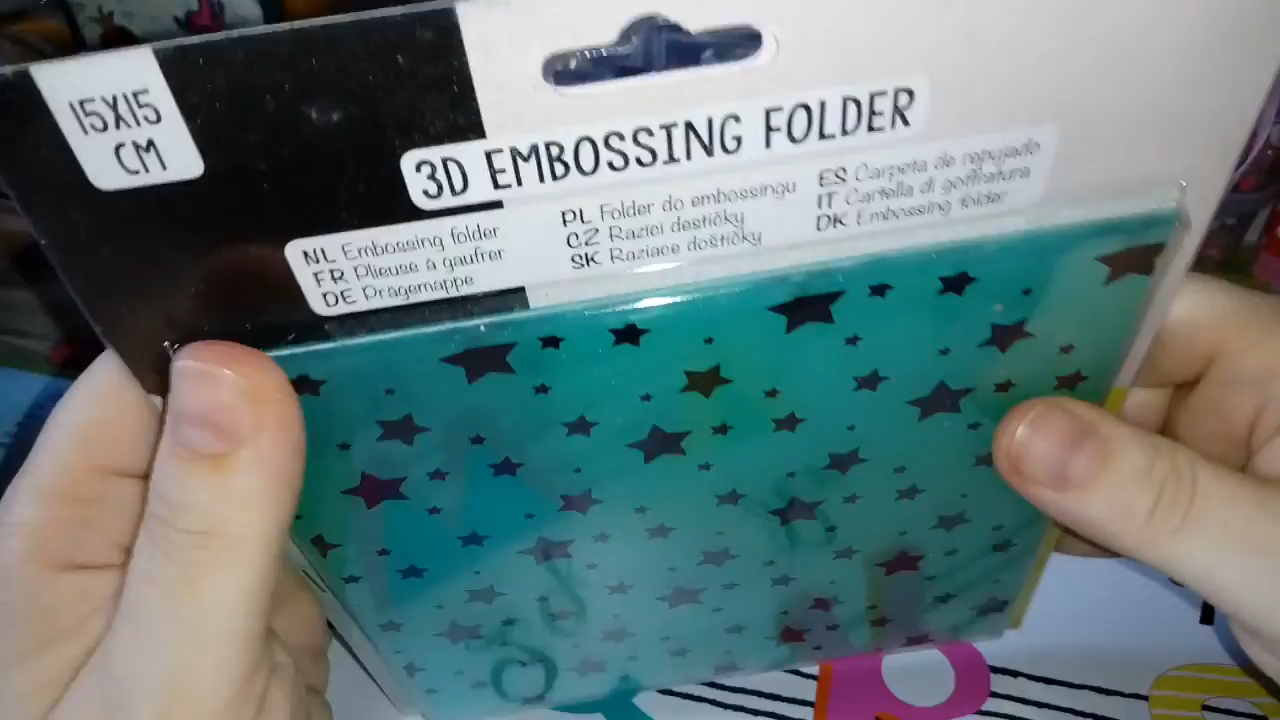 15X15
CM
3D EMBOSSING FOLDER
NL Embossing folder
FR Plieuse à gaufrer
DE Prägemappe
PL Folder do embossingu
CZ Razicí destičky
SK Raziace doštičky
ES Carpeta de repujado
IT Cartella di goffratura
DK Embossing folder